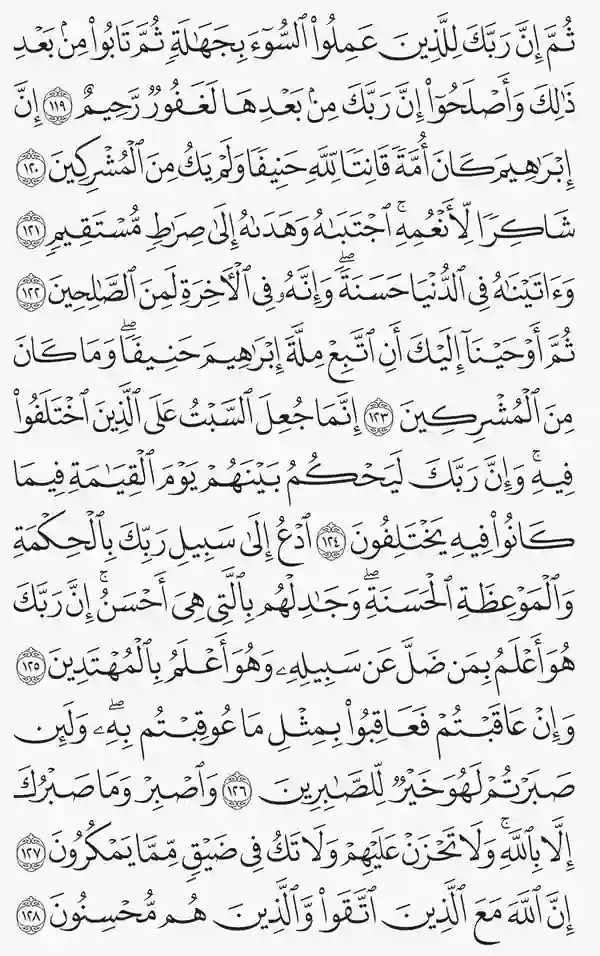 ثُمَّ إِنَّ رَبَّكَ لِلَّذِينَ عَمِلُوا۟ ٱلسُّوٓءَ بِجَهَٰلَةٍ ثُمَّ تَابُوا۟ مِنۢ بَعْدِ
ذَٰلِكَ وَأَصْلَحُوٓا۟ إِنَّ رَبَّكَ مِنۢ بَعْدِهَا لَغَفُورٌ رَّحِيمٌ ١١٩ إِنَّ
إِبْرَٰهِيمَ كَانَ أُمَّةً قَانِتًا لِّلَّهِ حَنِيفًا وَلَمْ يَكُ مِنَ ٱلْمُشْرِكِينَ ١٢٠
شَاكِرًا لِّأَنْعُمِهِ ۚ ٱجْتَبَىٰهُ وَهَدَىٰهُ إِلَىٰ صِرَٰطٍ مُّسْتَقِيمٍ ١٢١
وَءَاتَيْنَٰهُ فِى ٱلدُّنْيَا حَسَنَةً ۖ وَإِنَّهُۥ فِى ٱلْءَاخِرَةِ لَمِنَ ٱلصَّٰلِحِينَ ١٢٢
ثُمَّ أَوْحَيْنَآ إِلَيْكَ أَنِ ٱتَّبِعْ مِلَّةَ إِبْرَٰهِيمَ حَنِيفًا ۖ وَمَا كَانَ
مِنَ ٱلْمُشْرِكِينَ ١٢٣ إِنَّمَا جُعِلَ ٱلسَّبْتُ عَلَى ٱلَّذِينَ ٱخْتَلَفُوا۟
فِيهِ ۚ وَإِنَّ رَبَّكَ لَيَحْكُمُ بَيْنَهُمْ يَوْمَ ٱلْقِيَٰمَةِ فِيمَا
كَانُوا۟ فِيهِ يَخْتَلِفُونَ ١٢٤ ٱدْعُ إِلَىٰ سَبِيلِ رَبِّكَ بِٱلْحِكْمَةِ
وَٱلْمَوْعِظَةِ ٱلْحَسَنَةِ ۖ وَجَٰدِلْهُم بِٱلَّتِى هِىَ أَحْسَنُ ۚ إِنَّ رَبَّكَ
هُوَ أَعْلَمُ بِمَن ضَلَّ عَن سَبِيلِهِۦ وَهُوَ أَعْلَمُ بِٱلْمُهْتَدِينَ ١٢٥
وَإِنْ عَاقَبْتُمْ فَعَاقِبُوا۟ بِمِثْلِ مَا عُوقِبْتُم بِهِۦ ۖ وَلَئِن
صَبَرْتُمْ لَهُوَ خَيْرٌ لِّلصَّٰبِرِينَ ١٢٦ وَٱصْبِرْ وَمَا صَبْرُكَ
إِلَّا بِٱللَّهِ ۚ وَلَا تَحْزَنْ عَلَيْهِمْ وَلَا تَكُ فِى ضَيْقٍ مِّمَّا يَمْكُرُونَ ١٢٧
إِنَّ ٱللَّهَ مَعَ ٱلَّذِينَ ٱتَّقَوا۟ وَّٱلَّذِينَ هُم مُّحْسِنُونَ ١٢٨